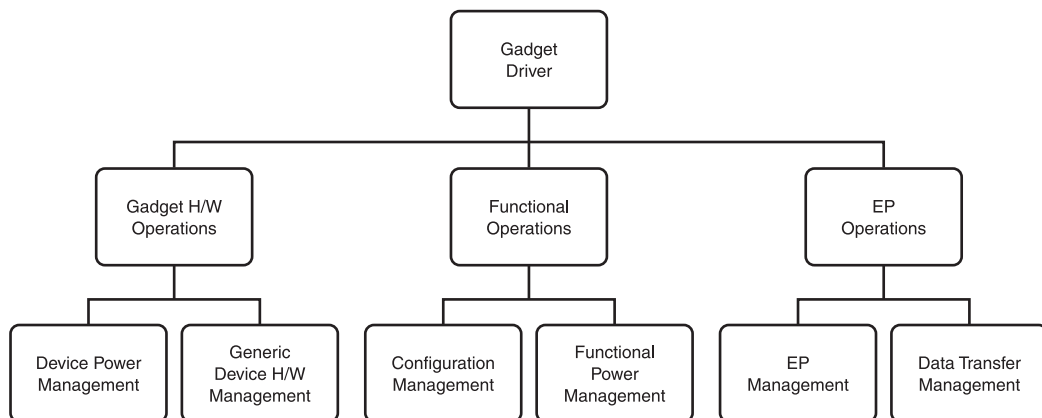 Gadget
Driver
Gadget H/W
Operations
Functional
Operations
EP
Operations
Device Power
Management
Generic
Device H/W
Management
Configuration
Management
Functional
Power
Management
EP
Management
Data Transfer
Management